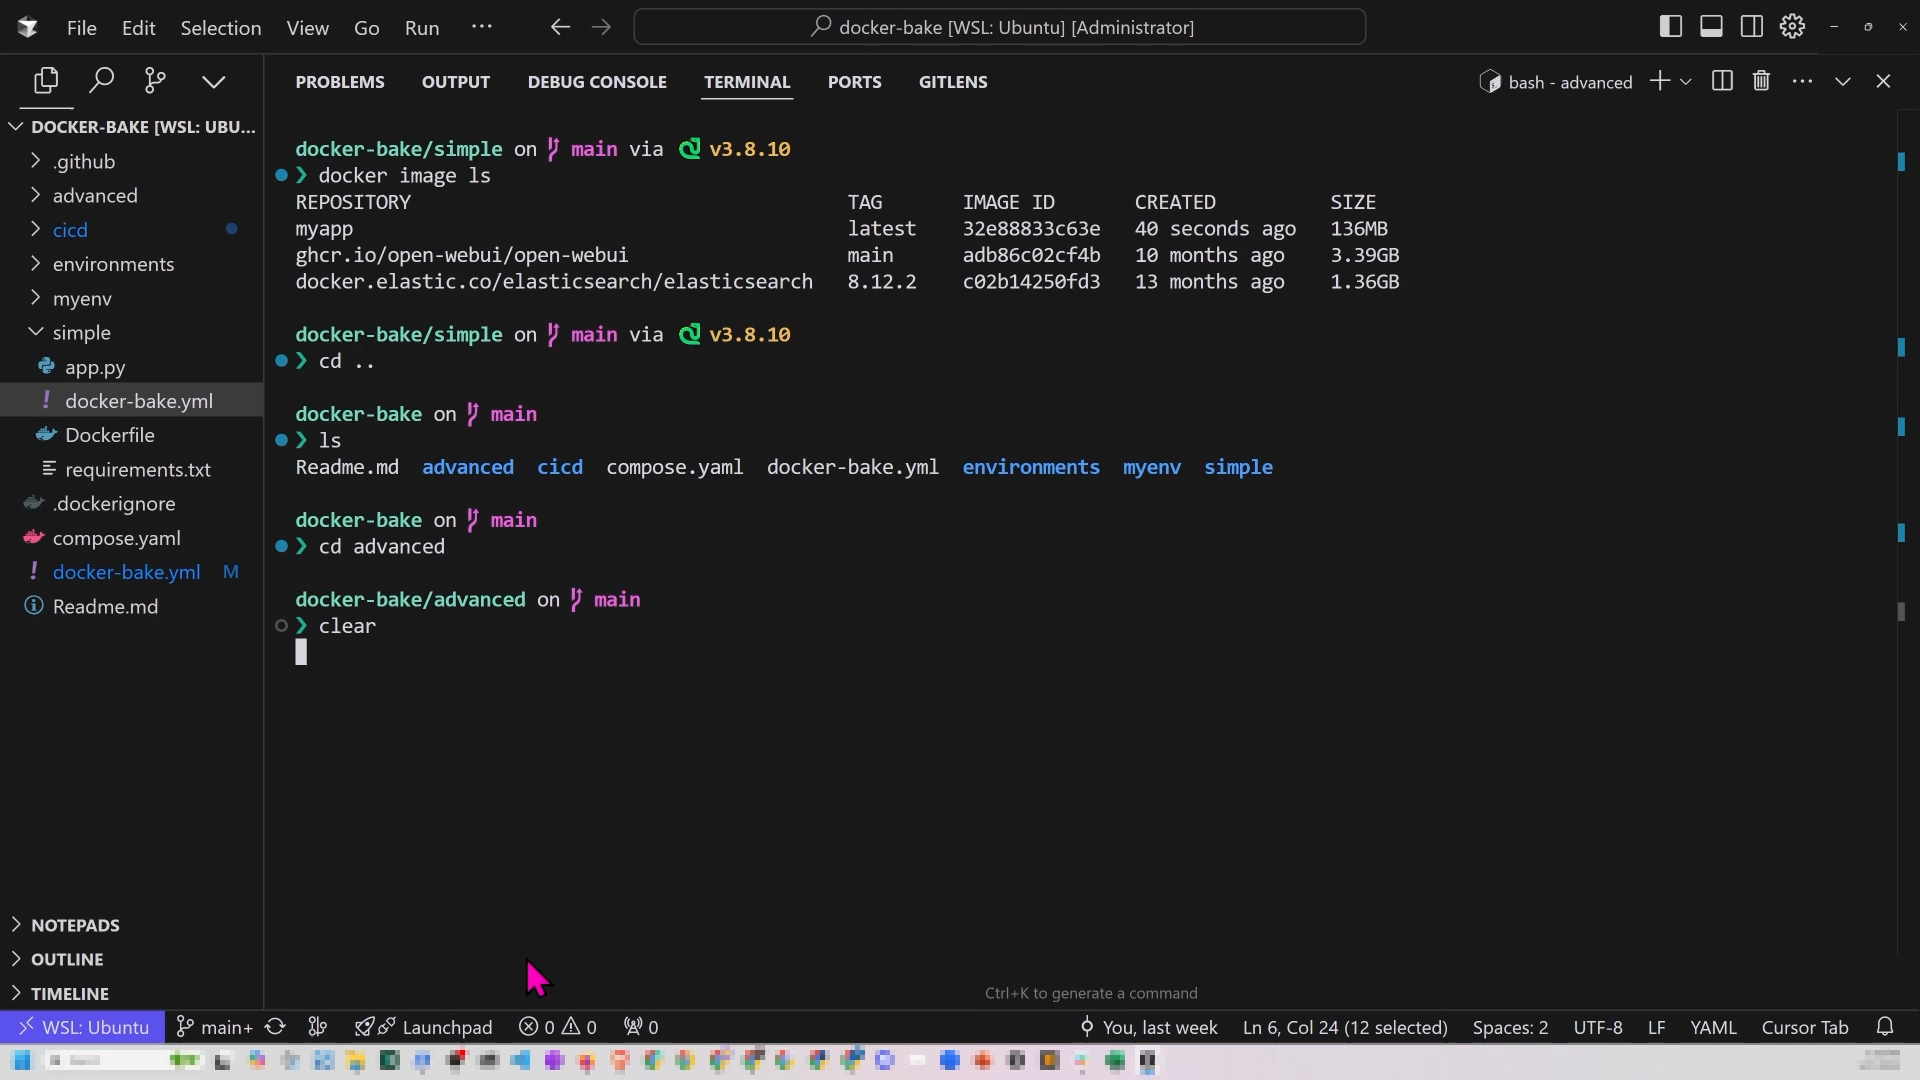 File Edit Selection View Go Run ··· docker-bake [WSL: Ubuntu] [Administrator]
PROBLEMS OUTPUT DEBUG CONSOLE TERMINAL PORTS GITLENS bash - advanced
DOCKER-BAKE [WSL: UBU...
.github
advanced
cicd
environments
myenv
simple
app.py
! docker-bake.yml
Dockerfile
requirements.txt
.dockerignore
compose.yaml
! docker-bake.yml M
Readme.md
NOTEPADS
OUTLINE
TIMELINE
docker-bake/simple on main via v3.8.10
❯ docker image ls
REPOSITORY TAG IMAGE ID CREATED SIZE
myapp latest 32e88833c63e 40 seconds ago 136MB
ghcr.io/open-webui/open-webui main adb86c02cf4b 10 months ago 3.39GB
docker.elastic.co/elasticsearch/elasticsearch 8.12.2 c02b14250fd3 13 months ago 1.36GB
docker-bake/simple on main via v3.8.10
❯ cd ..
docker-bake on main
❯ ls
Readme.md advanced cicd compose.yaml docker-bake.yml environments myenv simple
docker-bake on main
❯ cd advanced
docker-bake/advanced on main
❯ clear
Ctrl+K to generate a command
WSL: Ubuntu main+ Launchpad 0 0 0 You, last week Ln 6, Col 24 (12 selected) Spaces: 2 UTF-8 LF YAML Cursor Tab